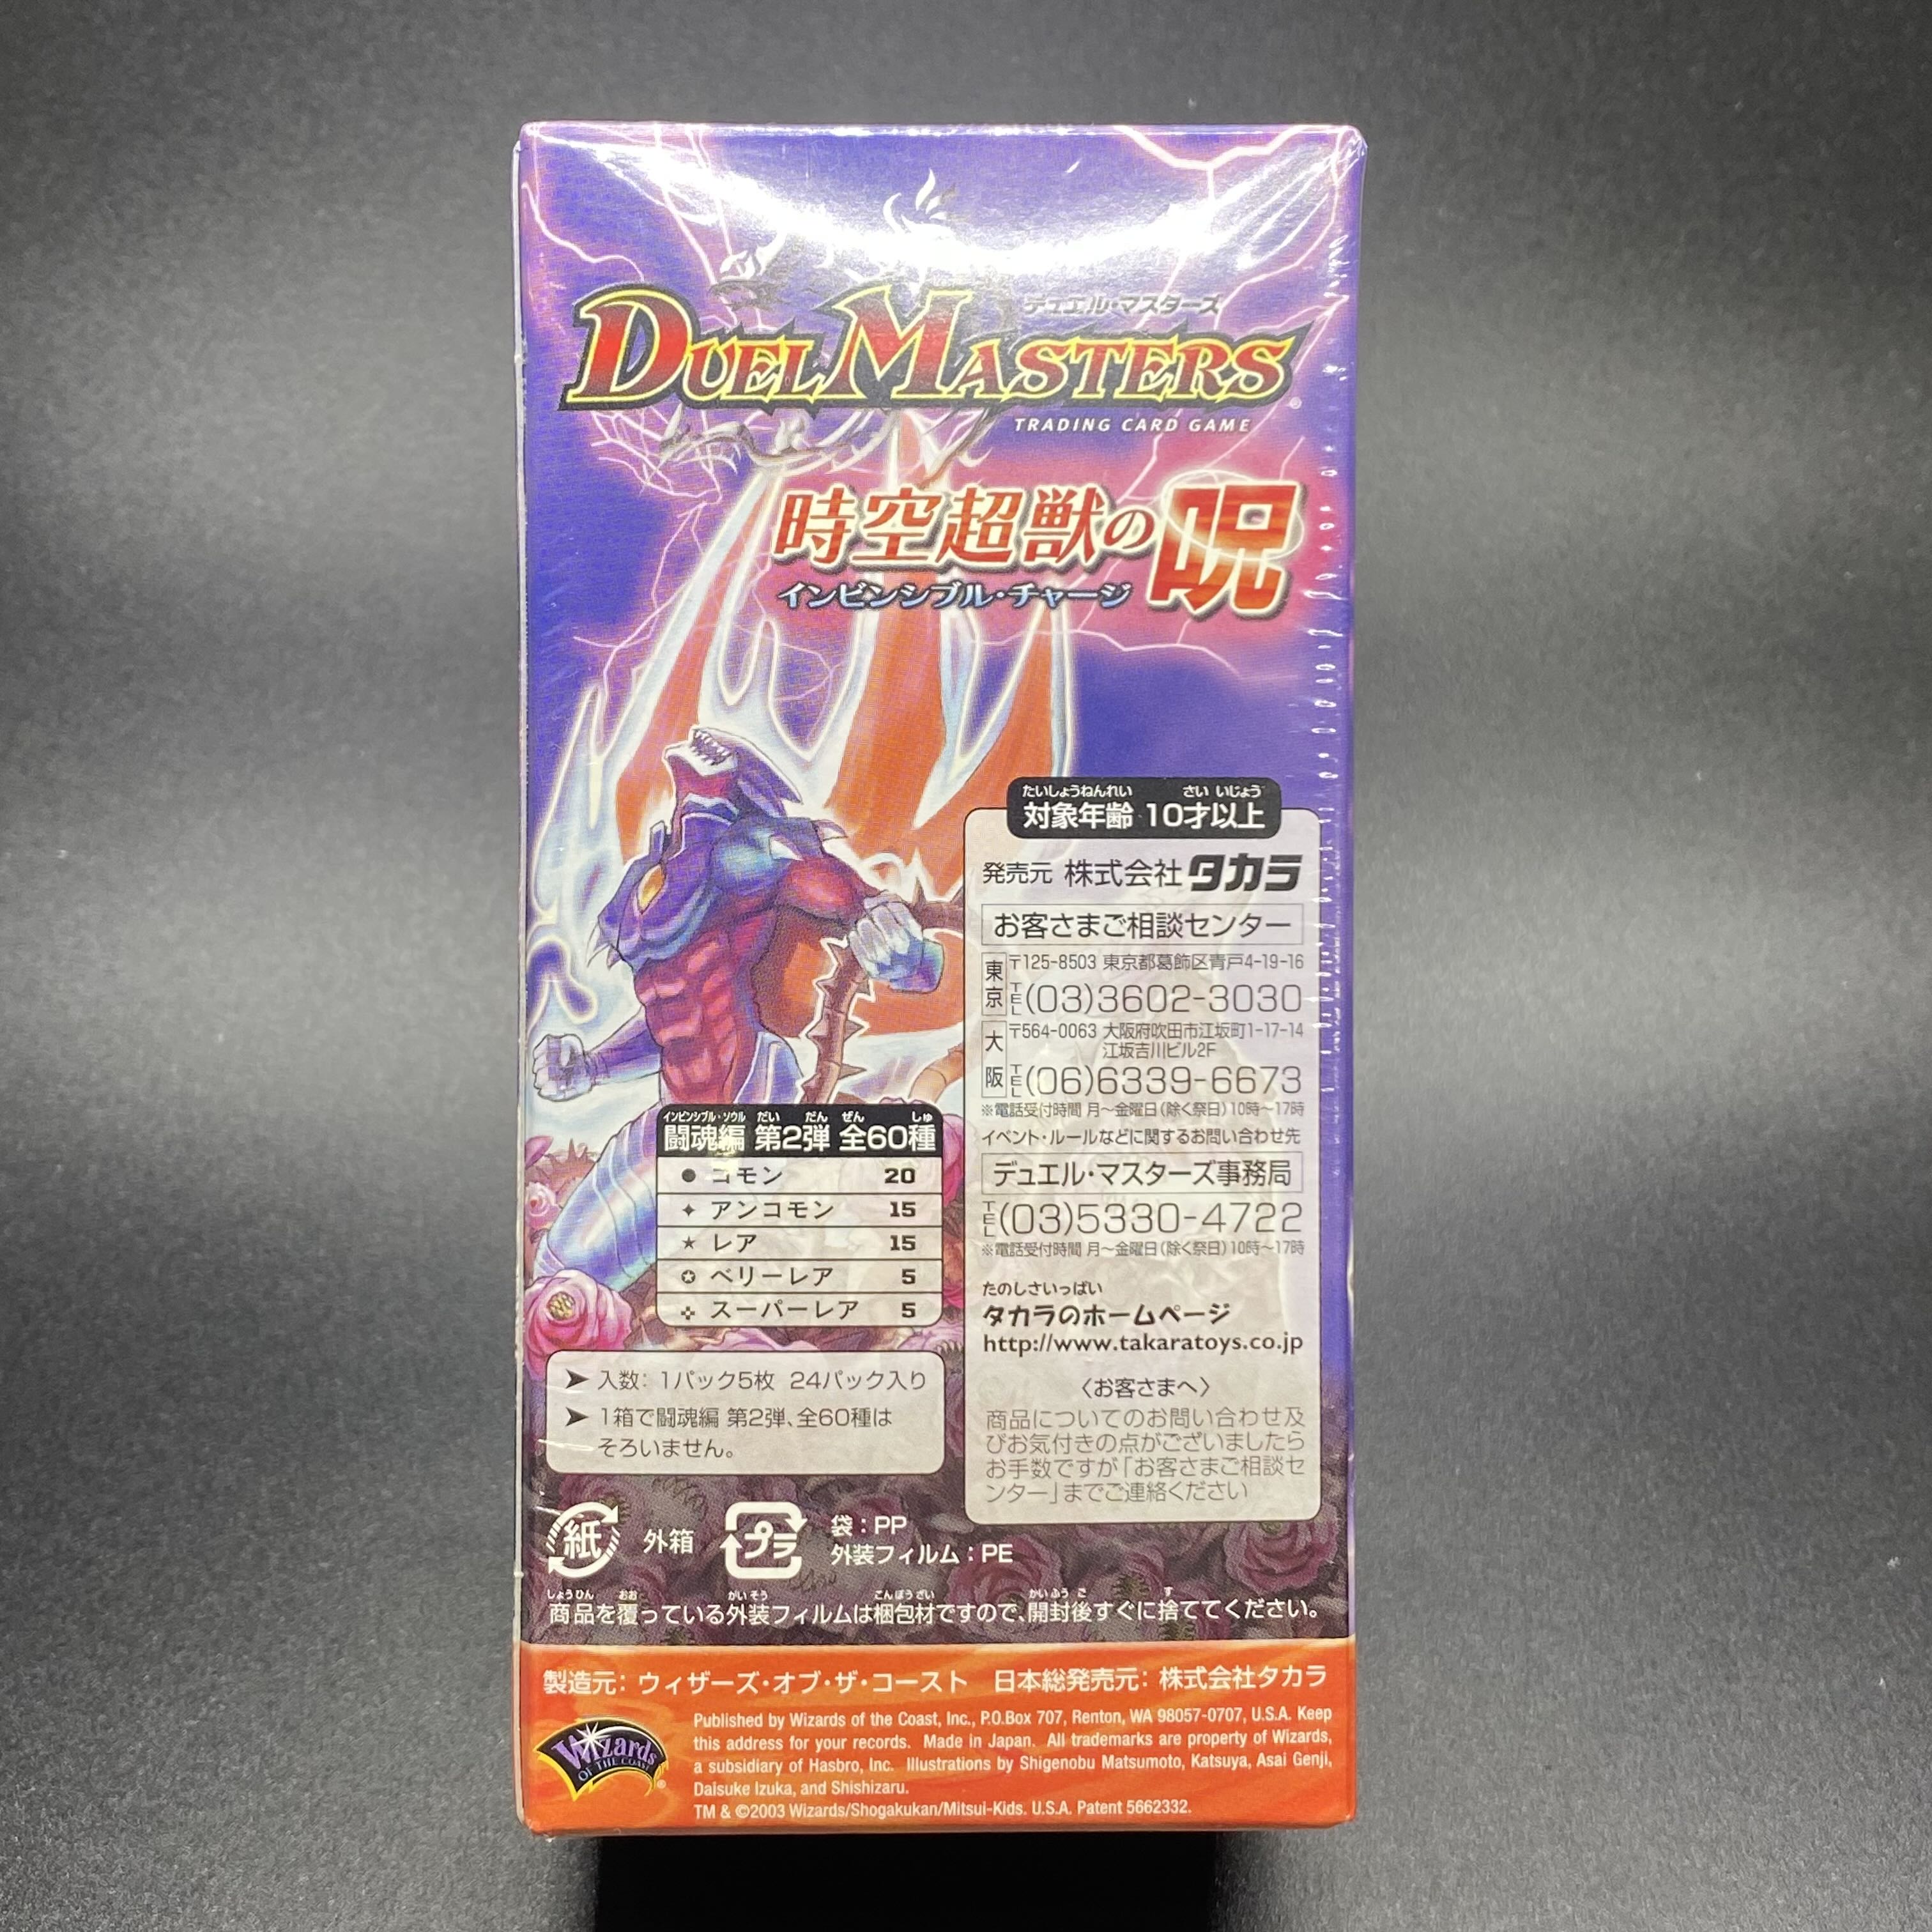 デュエル・マスターズ
DUEL MASTERS®
TRADING CARD GAME
時空超獣の呪
インビンシブル・チャージ
たいしょうねんれい さい いじょう
対象年齢 10才以上
発売元 株式会社タカラ
お客さまご相談センター
東京 〒125-8503 東京都葛飾区青戸4-19-16
TEL(03)3602-3030
大阪 〒564-0063 大阪府吹田市江坂町1-17-14
江坂吉川ビル2F
TEL(06)6339-6673
※電話受付時間 月～金曜日(除く祭日)10時～17時
イベント・ルールなどに関するお問い合わせ先
デュエル・マスターズ事務局
TEL(03)5330-4722
※電話受付時間 月～金曜日(除く祭日)10時～17時
たのしさいっぱい
タカラのホームページ
http://www.takaratoys.co.jp
〈お客さまへ〉
商品についてのお問い合わせ及
びお気付きの点がございましたら
お手数ですが「お客さまご相談セ
ンター」までご連絡ください
インビンシブル・ソウル だい だん ぜん しゅ
闘魂編 第2弾 全60種
● コモン 20
✦ アンコモン 15
★ レア 15
✪ ベリーレア 5
スーパーレア 5
➤ 入数: 1パック5枚 24パック入り
➤ 1箱で闘魂編 第2弾、全60種は
そろいません。
紙 外箱 プラ 袋：PP
外装フィルム：PE
しょうひん おお がいそう こんぽうざい かいふうご す
商品を覆っている外装フィルムは梱包材ですので、開封後すぐに捨ててください。
製造元: ウィザーズ・オブ・ザ・コースト 日本総発売元: 株式会社タカラ
Wizards
OF THE COAST®
Published by Wizards of the Coast, Inc., P.O.Box 707, Renton, WA 98057-0707, U.S.A. Keep
this address for your records. Made in Japan. All trademarks are property of Wizards,
a subsidiary of Hasbro, Inc. Illustrations by Shigenobu Matsumoto, Katsuya, Asai Genji,
Daisuke Izuka, and Shishizaru.
TM & ©2003 Wizards/Shogakukan/Mitsui-Kids. U.S.A. Patent 5662332.